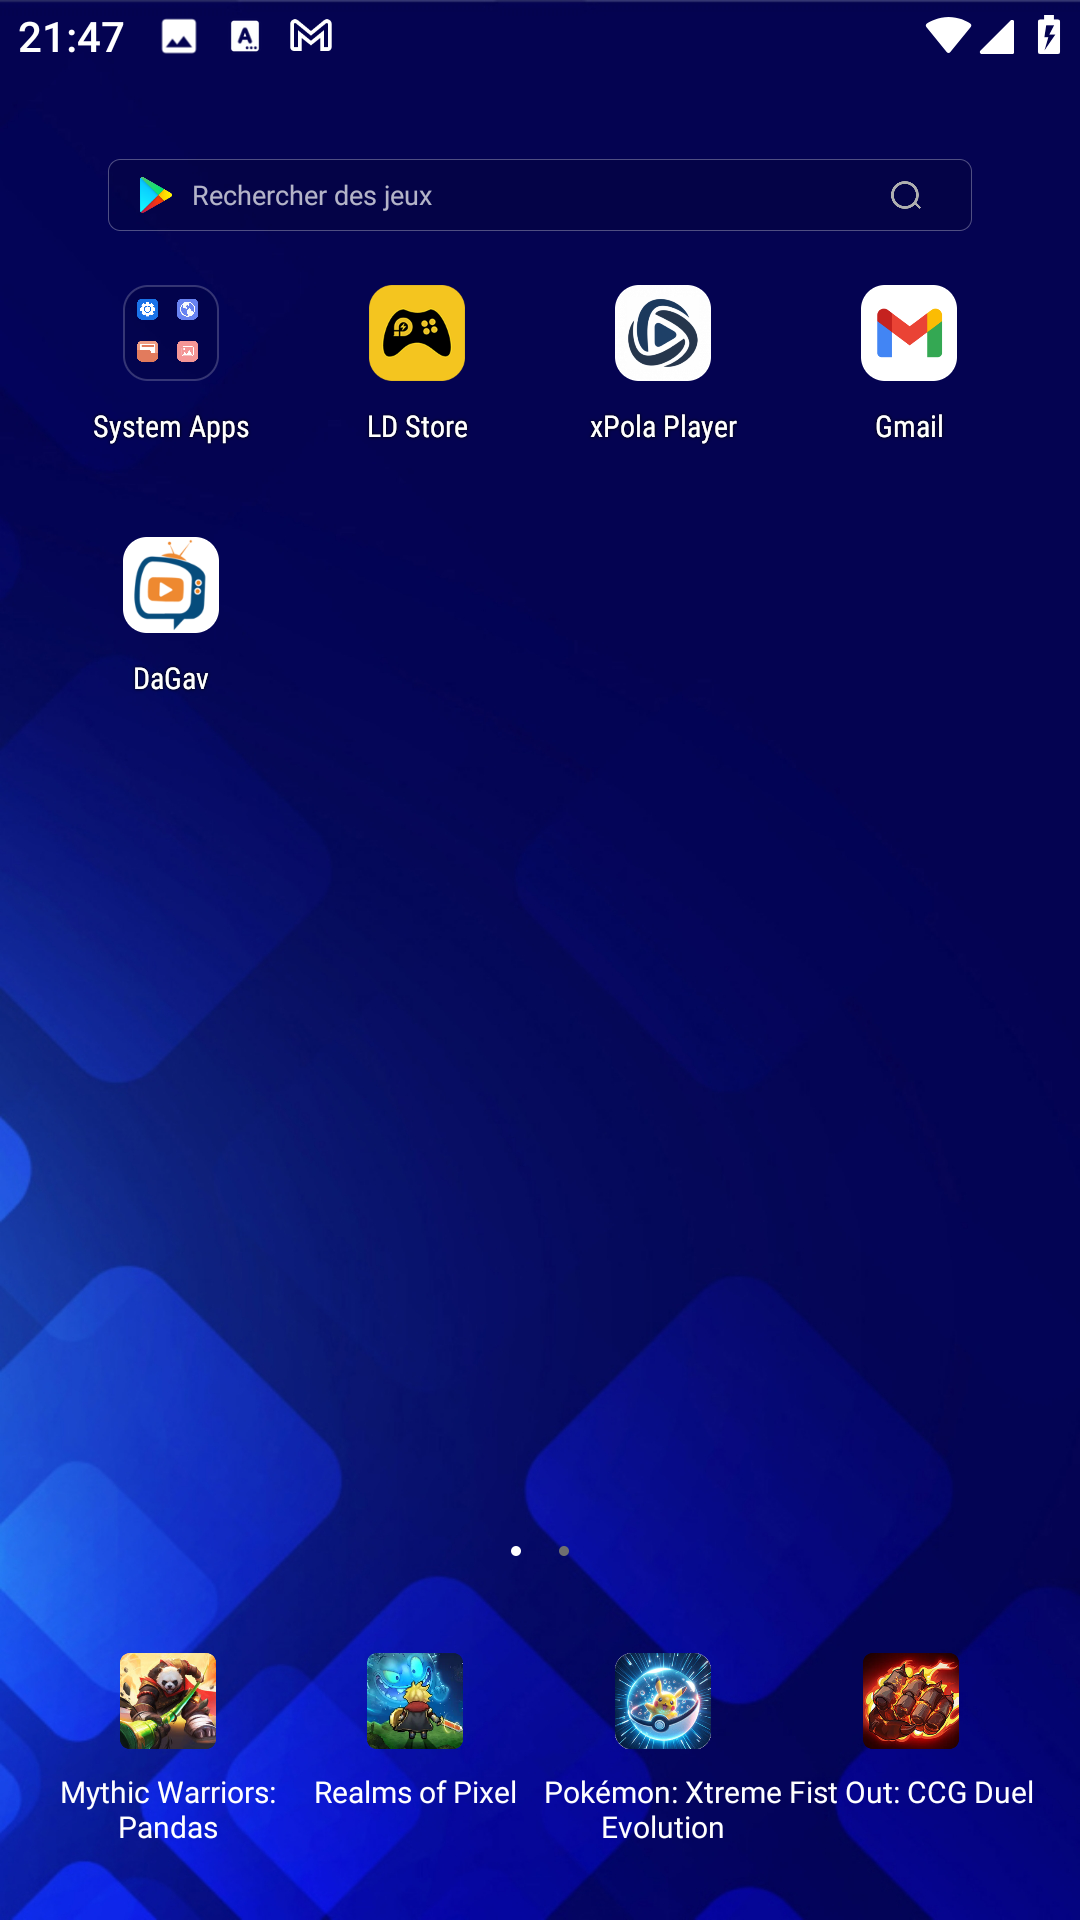 21:47
Rechercher des jeux
System Apps
LD Store
xPola Player
Gmail
DaGav
Mythic Warriors:
Pandas
Realms of Pixel
Pokémon: Xtreme
Evolution
Fist Out: CCG Duel